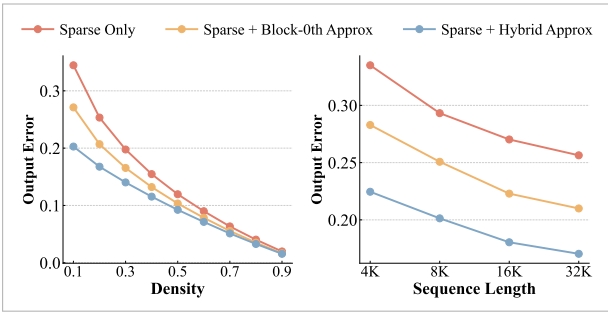 Sparse Only
Sparse + Block-0th Approx
Sparse + Hybrid Approx
Output Error
0.3
0.2
0.1
0.0
0.1
0.3
0.5
0.7
0.9
Density
Output Error
0.30
0.25
0.20
4K
8K
16K
32K
Sequence Length